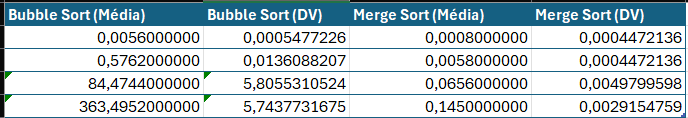 Bubble Sort (Média) Bubble Sort (DV) Merge Sort (Média) Merge Sort (DV)
0,0056000000 0,0005477226 0,0008000000 0,0004472136
0,5762000000 0,0136088207 0,0058000000 0,0004472136
84,4744000000 5,8055310524 0,0656000000 0,0049799598
363,4952000000 5,7437731675 0,1450000000 0,0029154759